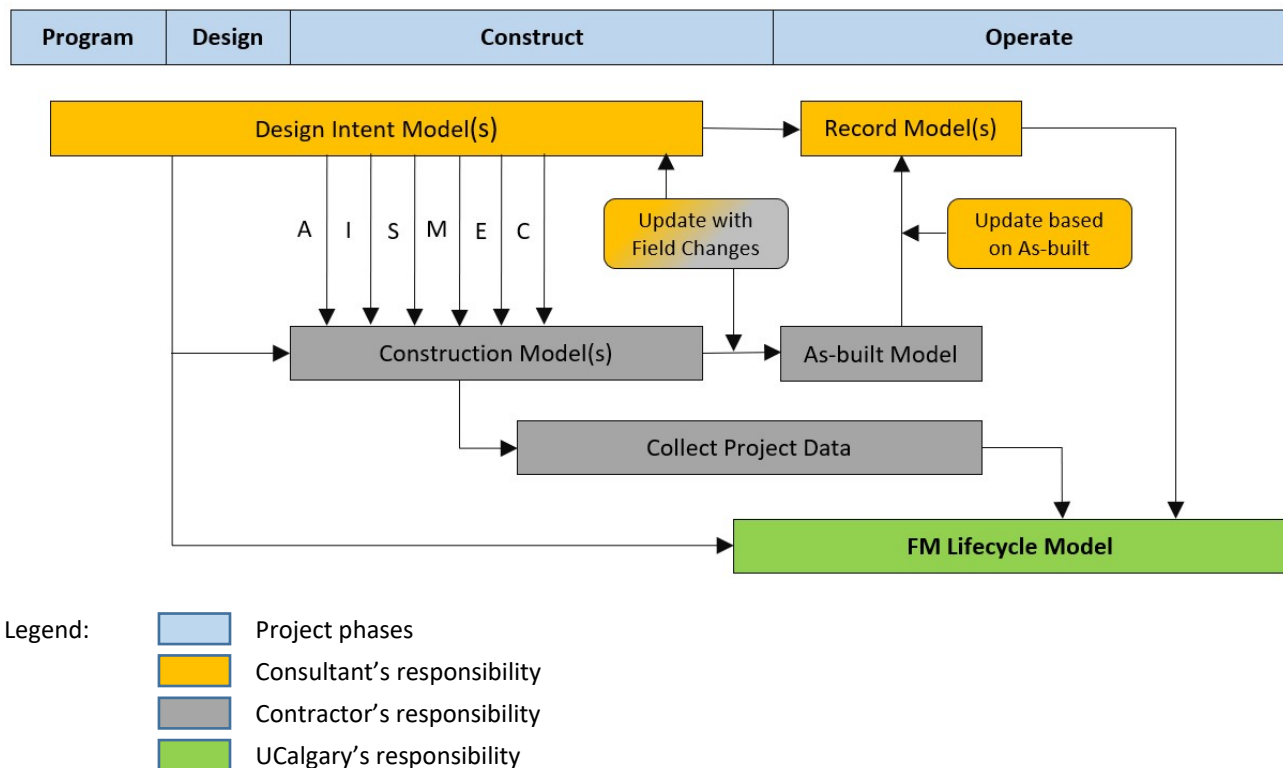 Program Design Construct Operate
Design Intent Model(s) Record Model(s)
A I S M E C
Update with
Field Changes
Update based
on As-built
Construction Model(s) As-built Model
Collect Project Data
FM Lifecycle Model
Legend:
Project phases
Consultant’s responsibility
Contractor’s responsibility
UCalgary’s responsibility